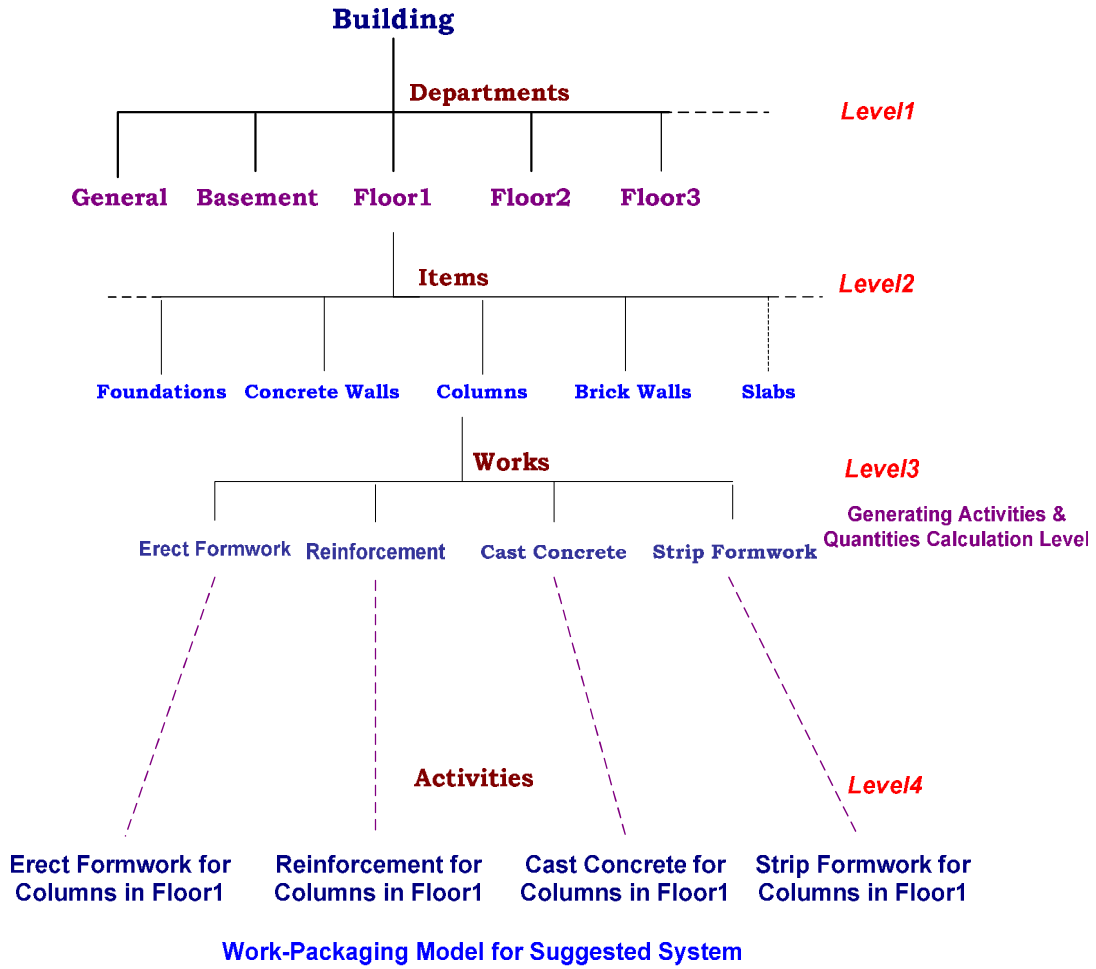 Building
Departments
Level1
General Basement Floor1 Floor2 Floor3
Items
Level2
Foundations Concrete Walls Columns Brick Walls Slabs
Works
Level3
Generating Activities &
Quantities Calculation Level
Erect Formwork Reinforcement Cast Concrete Strip Formwork
Activities
Level4
Erect Formwork for
Columns in Floor1
Reinforcement for
Columns in Floor1
Cast Concrete for
Columns in Floor1
Strip Formwork for
Columns in Floor1
Work-Packaging Model for Suggested System